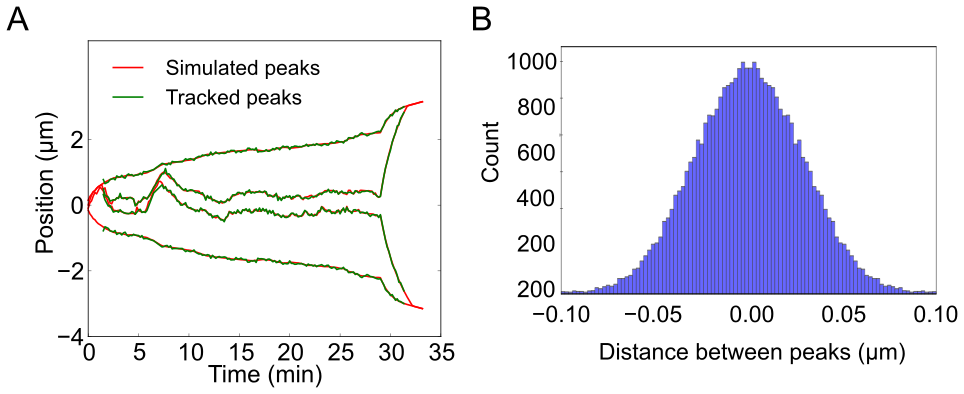 A
Simulated peaks
Tracked peaks
2
0
−2
−4
Position (μm)
0 5 10 15 20 25 30 35
Time (min)
B
1000
800
600
400
200
200
Count
−0.10 −0.05 0.00 0.05 0.10
Distance between peaks (μm)